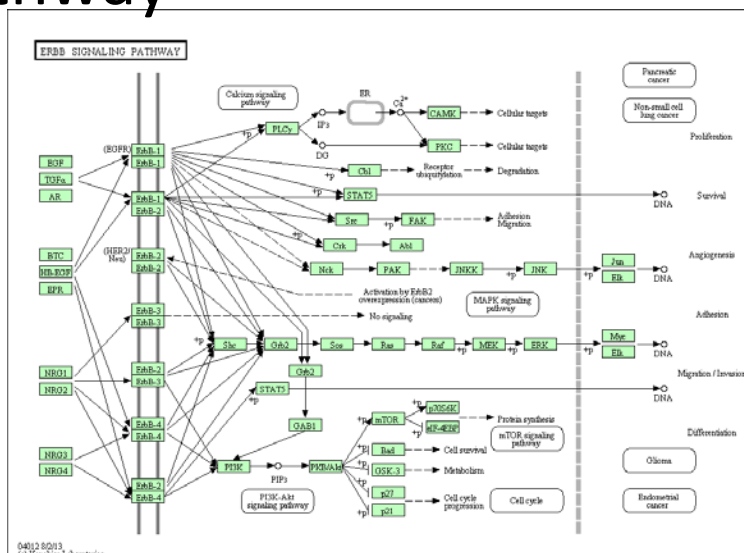 ERBB SIGNALING PATHWAY
Calcium signaling
pathway
ER
Ca2+
IP3
DG
PLCγ
CAMK
Cellular targets
PKC
Cellular targets
Pancreatic
cancer
Non-small cell
lung cancer
Proliferation
(EGFR)
ErbB-1
ErbB-1
+p
EGF
TGFα
AR
ErbB-1
ErbB-2
Cbl
Receptor
ubiquitylation
Degradation
+p
STAT5
DNA
Survival
+p
Src
FAK
Adhesion
Migration
+p
Crk
Abl
BTC
HB-EGF
EPR
(HER2/
Neu)
ErbB-2
ErbB-2
Nck
PAK
JNKK
+p
JNK
+p
Jun
Elk
DNA
Angiogenesis
Activation by ErbB2
overexpression (cancers)
MAPK signaling
pathway
ErbB-3
ErbB-3
No signaling
Adhesion
+p
Shc
Grb2
Sos
Ras
Raf
+p
MEK
+p
ERK
+p
Myc
Elk
DNA
NRG1
NRG2
ErbB-2
ErbB-3
Grb2
STAT5
+p
DNA
Migration / Invasion
ErbB-4
ErbB-4
GAB1
+p
mTOR
+p
p70S6K
eIF-4EBP
+p
Protein synthesis
mTOR signaling
pathway
Differentiation
NRG3
NRG4
PI3K
PIP3
PKB/Akt
+p
Bad
Cell survival
+p
GSK-3
Metabolism
Glioma
ErbB-2
ErbB-4
PI3K-Akt
signaling pathway
+p
p27
+p
p21
Cell cycle
progression
Cell cycle
Endometrial
cancer
04012 8/2/13